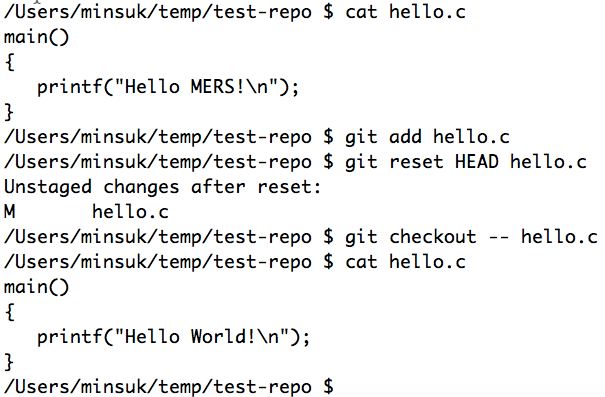 /Users/minsuk/temp/test-repo $ cat hello.c
main()
{
   printf("Hello MERS!\n");
}
/Users/minsuk/temp/test-repo $ git add hello.c
/Users/minsuk/temp/test-repo $ git reset HEAD hello.c
Unstaged changes after reset:
M       hello.c
/Users/minsuk/temp/test-repo $ git checkout -- hello.c
/Users/minsuk/temp/test-repo $ cat hello.c
main()
{
   printf("Hello World!\n");
}
/Users/minsuk/temp/test-repo $